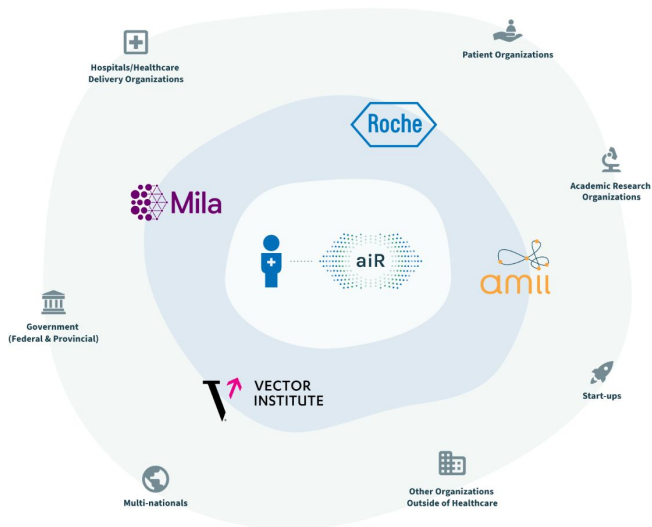 Hospitals/Healthcare
Delivery Organizations
Patient Organizations
Roche
Academic Research
Organizations
Mila
aiR
amii
Government
(Federal & Provincial)
VECTOR
INSTITUTE
Start-ups
Multi-nationals
Other Organizations
Outside of Healthcare